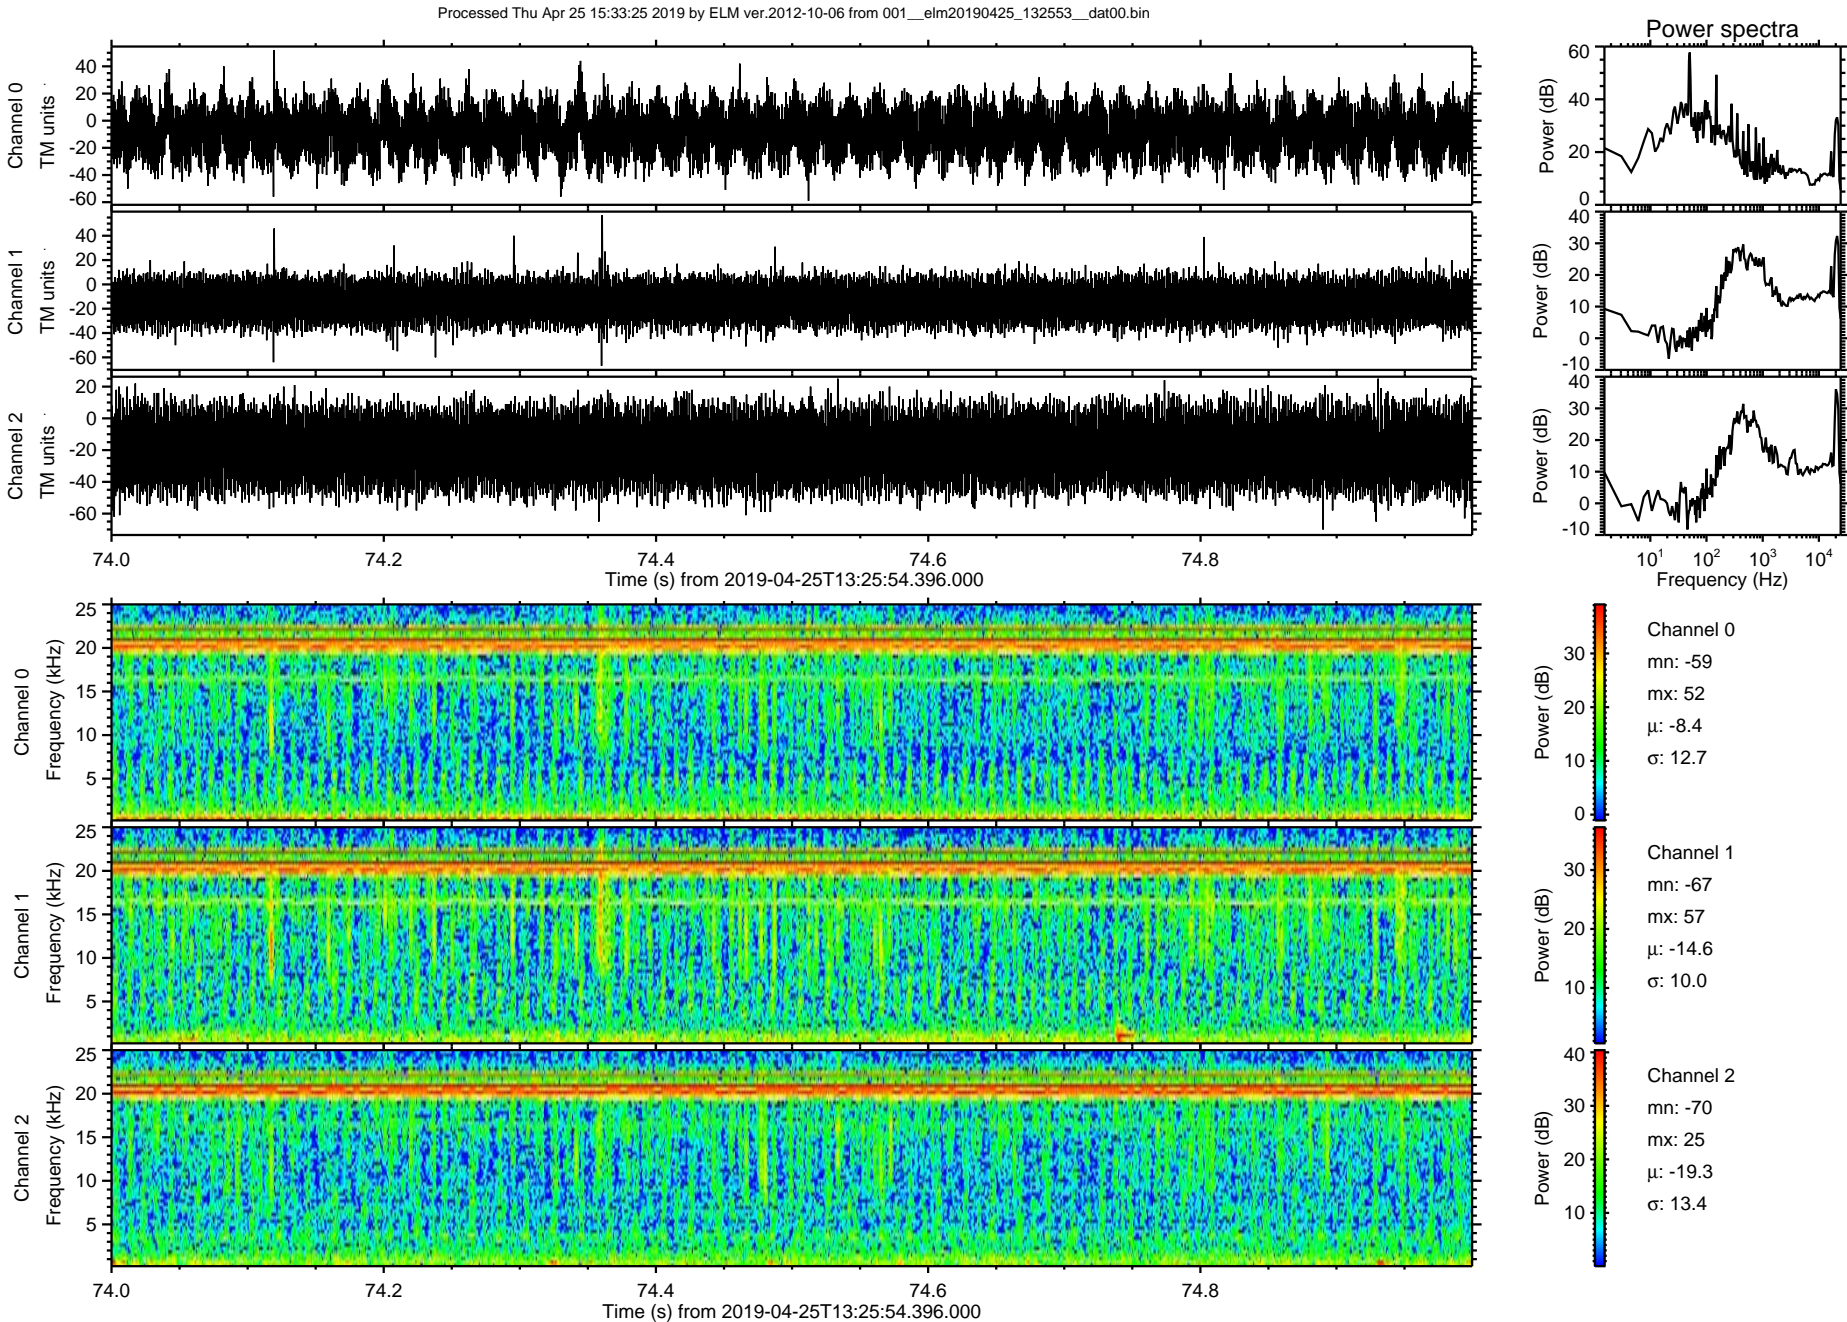 Processed Thu Apr 25 15:33:25 2019 by ELM ver.2012-10-06 from 001__elm20190425_132553__dat00.bin
Power spectra
Channel 0
TM units
40
20
0
-20
-40
-60
Power (dB)
60
40
20
0
Channel 1
TM units
40
20
0
-20
-40
-60
Power (dB)
40
30
20
10
0
-10
Channel 2
TM units
20
0
-20
-40
-60
Power (dB)
40
30
20
10
0
-10
74.0
74.2
74.4
74.6
74.8
Time (s) from 2019-04-25T13:25:54.396.000
10^1
10^2
10^3
10^4
Frequency (Hz)
Channel 0
Frequency (kHz)
25
20
15
10
5
Power (dB)
30
20
10
0
Channel 0
mn: -59
mx: 52
μ: -8.4
σ: 12.7
Channel 1
Frequency (kHz)
25
20
15
10
5
Power (dB)
30
20
10
Channel 1
mn: -67
mx: 57
μ: -14.6
σ: 10.0
Channel 2
Frequency (kHz)
25
20
15
10
5
Power (dB)
40
30
20
10
Channel 2
mn: -70
mx: 25
μ: -19.3
σ: 13.4
74.0
74.2
74.4
74.6
74.8
Time (s) from 2019-04-25T13:25:54.396.000